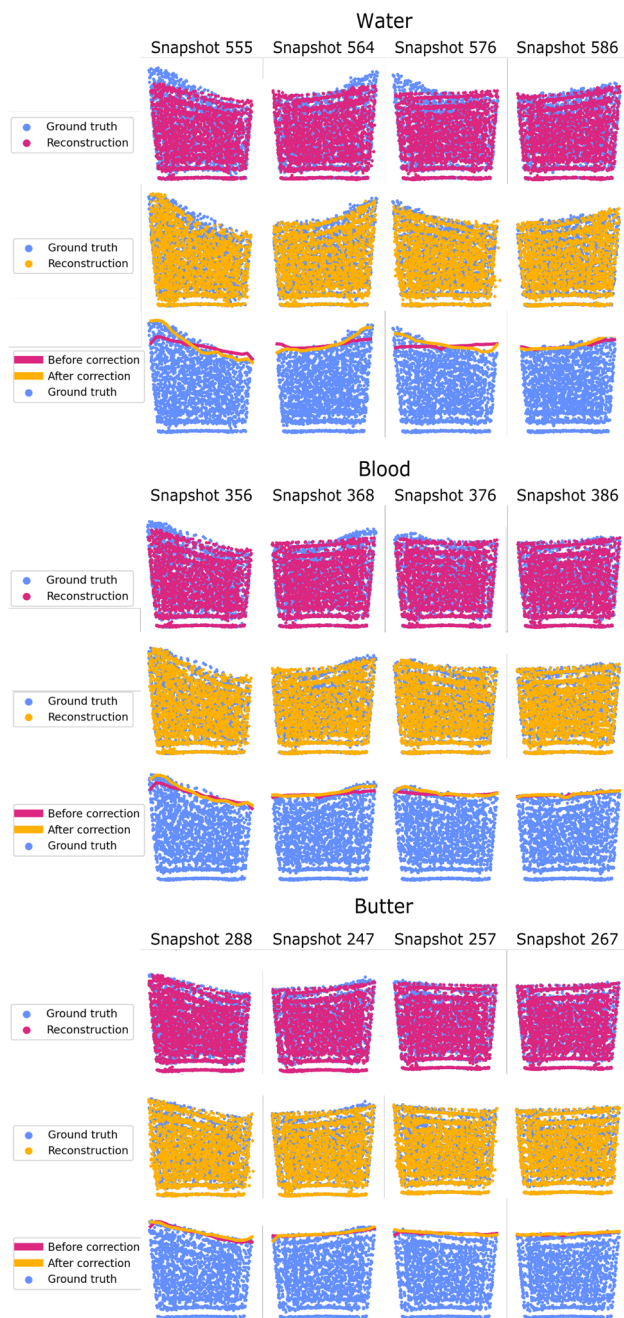 Water
Snapshot 555 Snapshot 564 Snapshot 576 Snapshot 586
Ground truth
Reconstruction
Ground truth
Reconstruction
Before correction
After correction
Ground truth
Blood
Snapshot 356 Snapshot 368 Snapshot 376 Snapshot 386
Ground truth
Reconstruction
Ground truth
Reconstruction
Before correction
After correction
Ground truth
Butter
Snapshot 288 Snapshot 247 Snapshot 257 Snapshot 267
Ground truth
Reconstruction
Ground truth
Reconstruction
Before correction
After correction
Ground truth